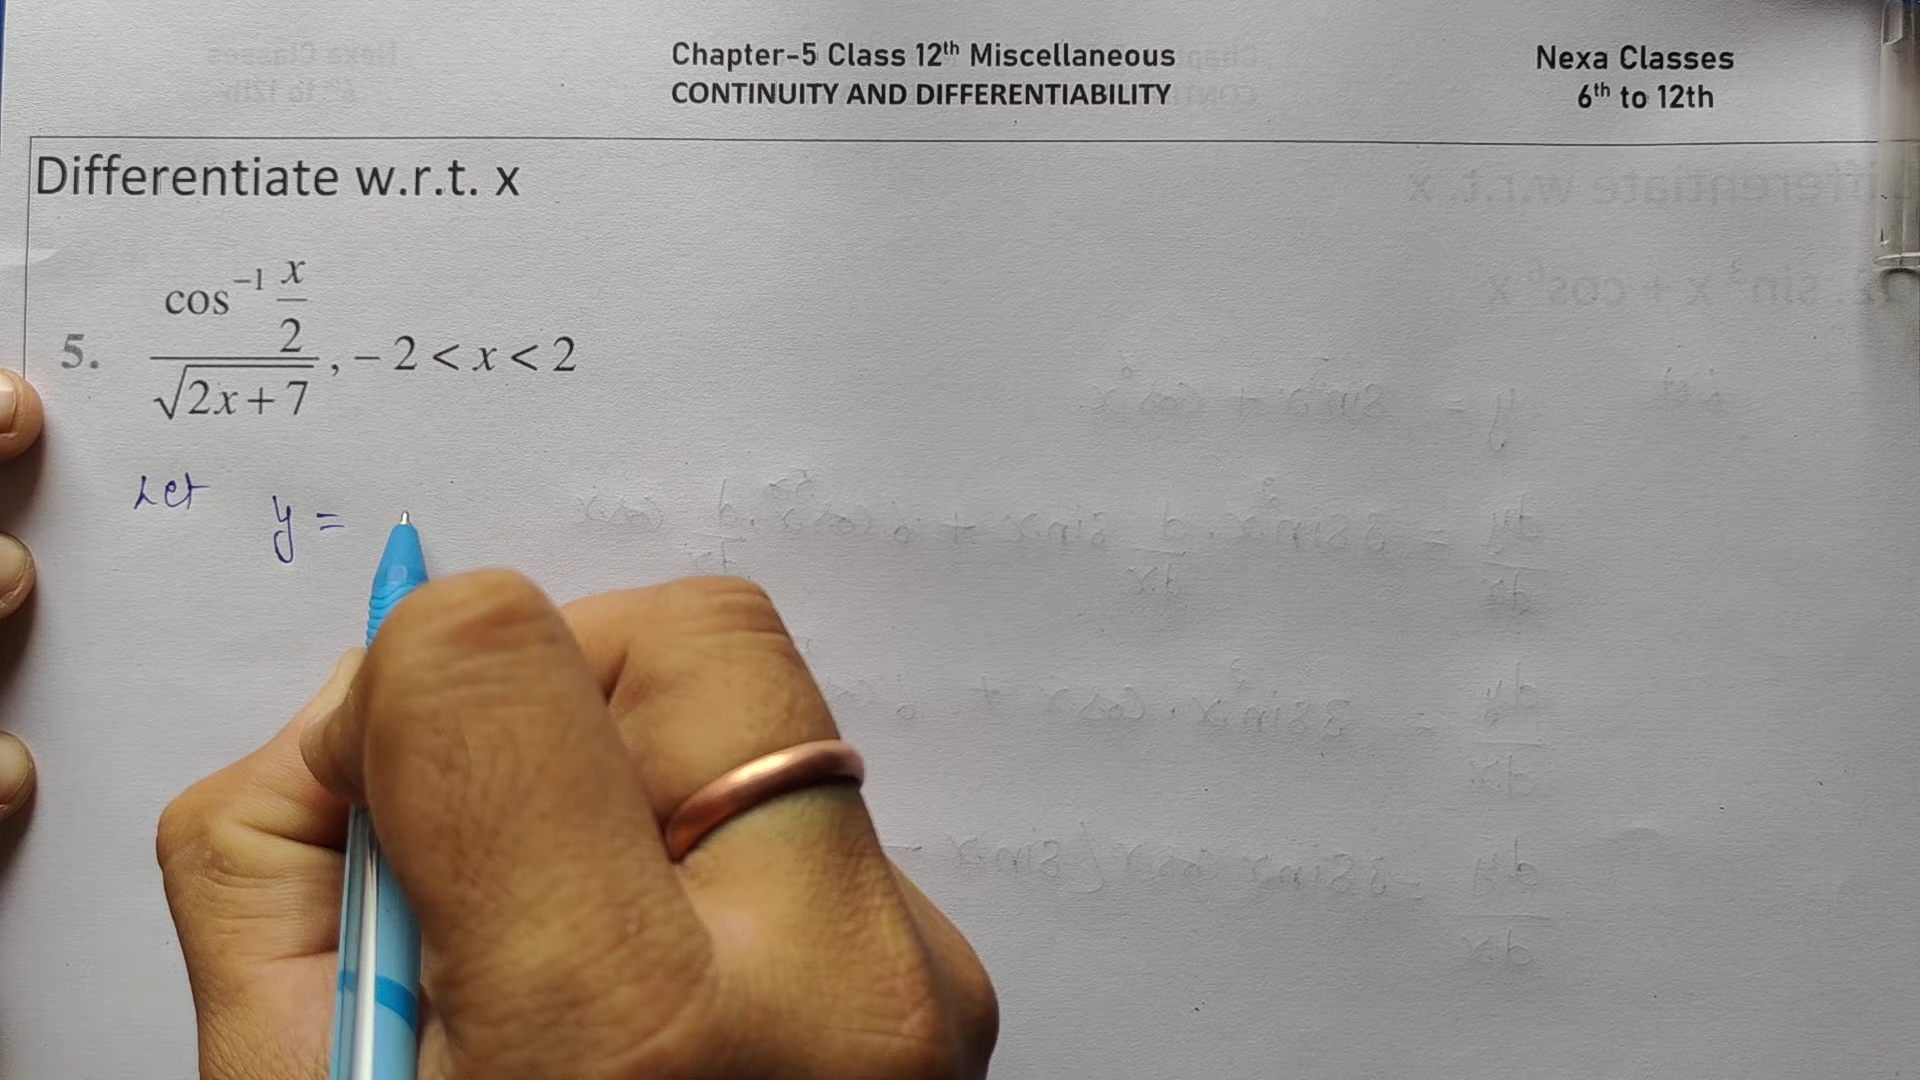 Chapter-5 Class 12th Miscellaneous
CONTINUITY AND DIFFERENTIABILITY
Nexa Classes
6th to 12th
Differentiate w.r.t. x
5. cos⁻¹ x/2 / √2x+7 , – 2 < x < 2
Let y =